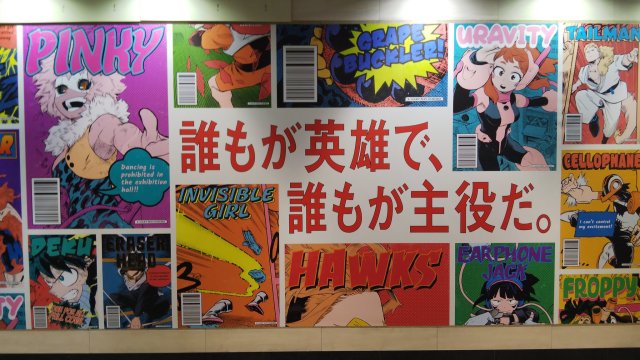 PINKY
Dancing is
prohibited in
the exhibition
hall!!
GRAPE
BUCKLER!
URAVITY
TAILMAN
誰もが英雄で、
誰もが主役だ。
CELLOPHANE
I can't control
my excitement!
INVISIBLE
GIRL
DEKU
ERASER
HEAD
HAWKS
EARPHONE
JACK
FROPPY